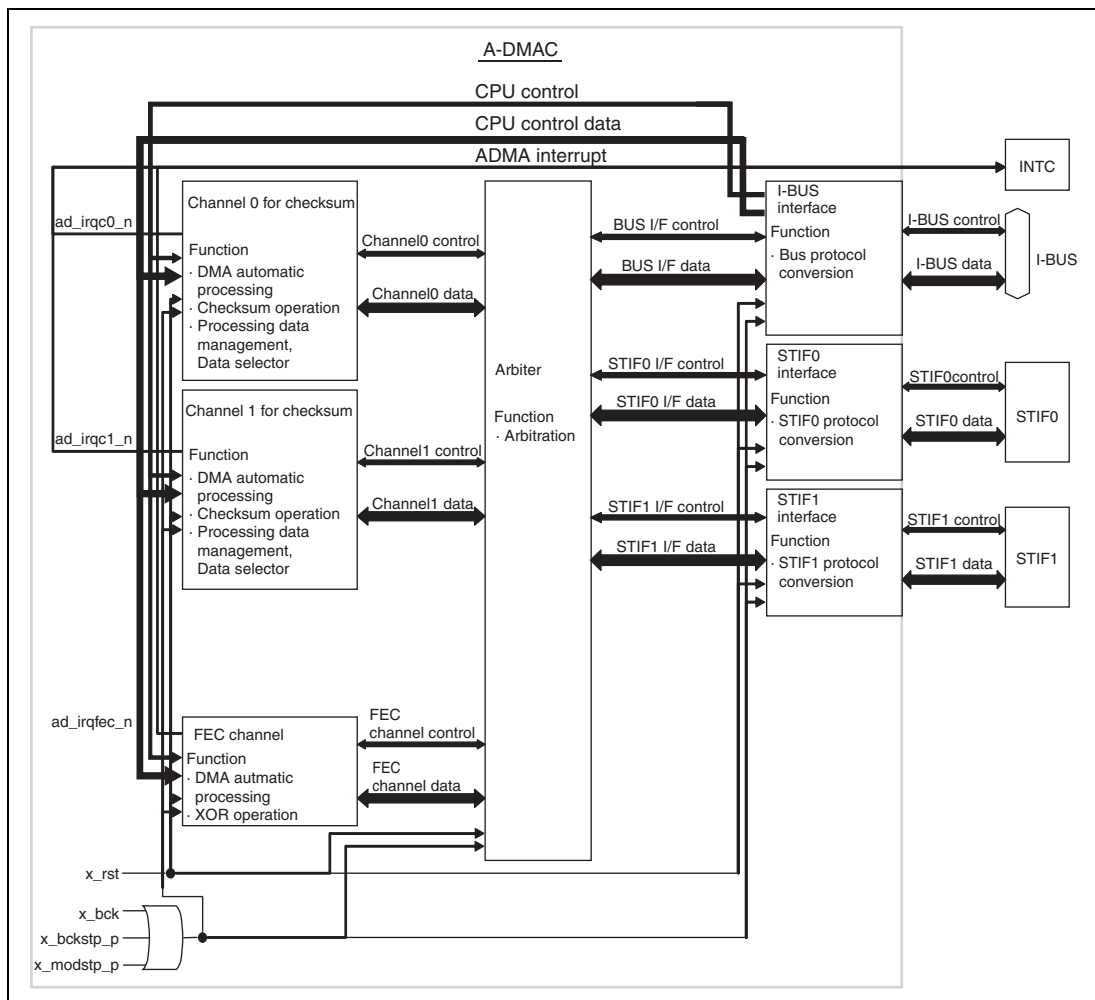 A-DMAC
CPU control
CPU control data
ADMA interrupt
INTC
ad_irqc0_n
Channel 0 for checksum
Function
· DMA automatic
processing
· Checksum operation
· Processing data
management,
Data selector
Channel0 control
Channel0 data
ad_irqc1_n
Channel 1 for checksum
Function
· DMA automatic
processing
· Checksum operation
· Processing data
management,
Data selector
Channel1 control
Channel1 data
ad_irqfec_n
FEC channel
Function
· DMA autmatic
processing
· XOR operation
FEC
channel control
FEC
channel data
Arbiter
Function
· Arbitration
BUS I/F control
BUS I/F data
STIF0 I/F control
STIF0 I/F data
STIF1 I/F control
STIF1 I/F data
I-BUS
interface
Function
· Bus protocol
conversion
I-BUS control
I-BUS data
I-BUS
STIF0
interface
Function
· STIF0 protocol
conversion
STIF0control
STIF0 data
STIF0
STIF1
interface
Function
· STIF1 protocol
conversion
STIF1 control
STIF1 data
STIF1
x_rst
x_bck
x_bckstp_p
x_modstp_p